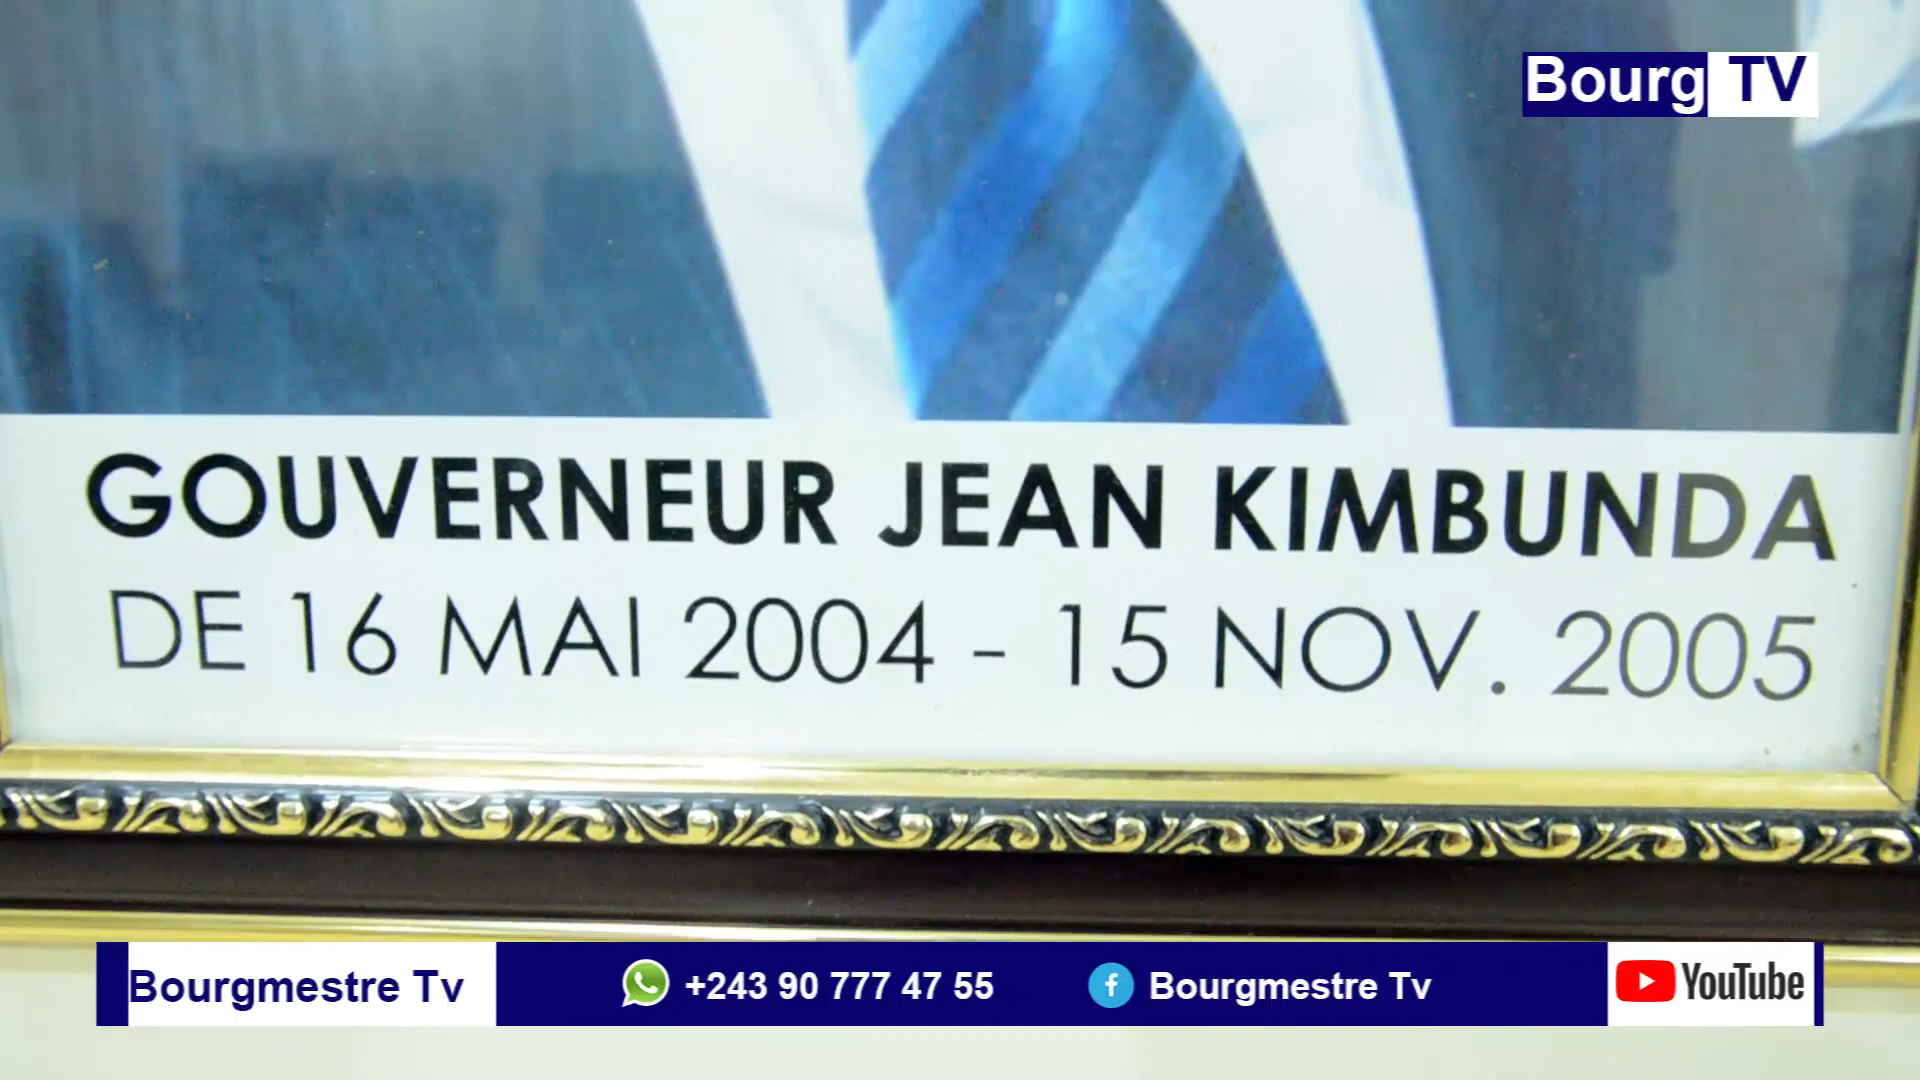 Bourg TV
GOUVERNEUR JEAN KIMBUNDA
DE 16 MAI 2004 - 15 NOV. 2005
Bourgmestre Tv
+243 90 777 47 55
f Bourgmestre Tv
YouTube